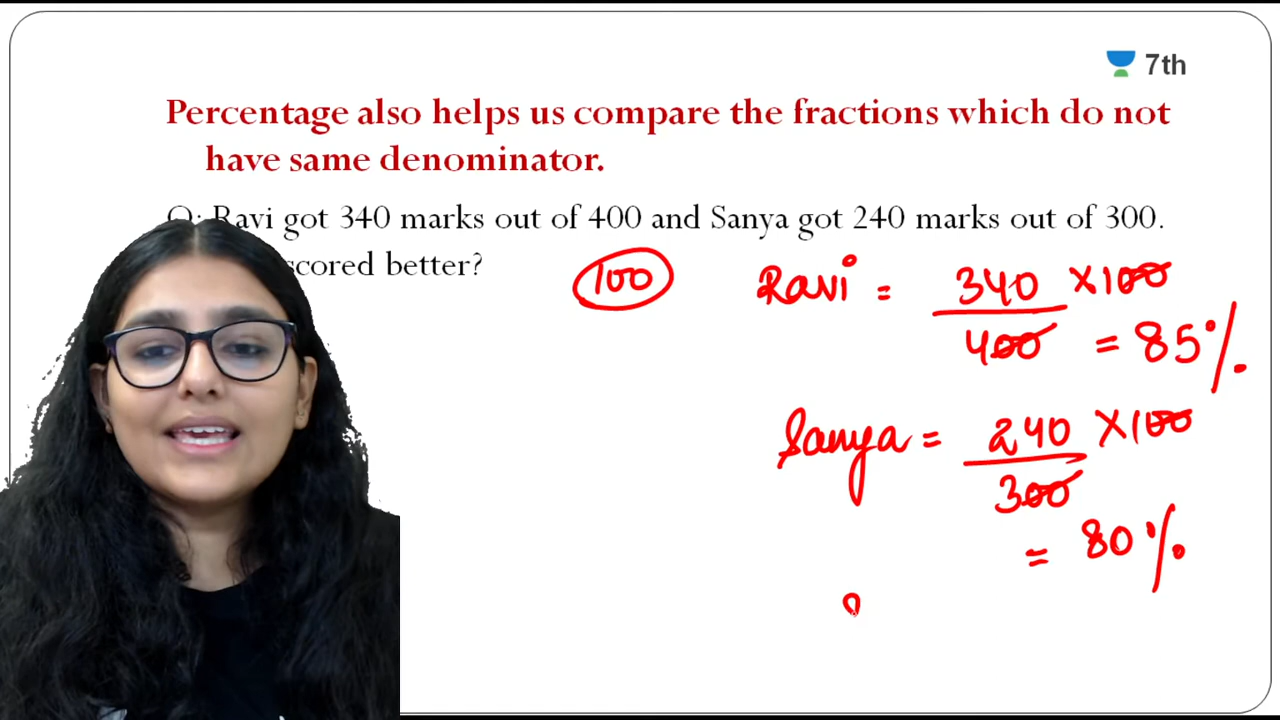 7th
Percentage also helps us compare the fractions which do not
have same denominator.
Q: Ravi got 340 marks out of 400 and Sanya got 240 marks out of 300.
scored better?
100
Ravi = 340 ×100
400 = 85%
Sanya = 240 ×100
300
= 80%